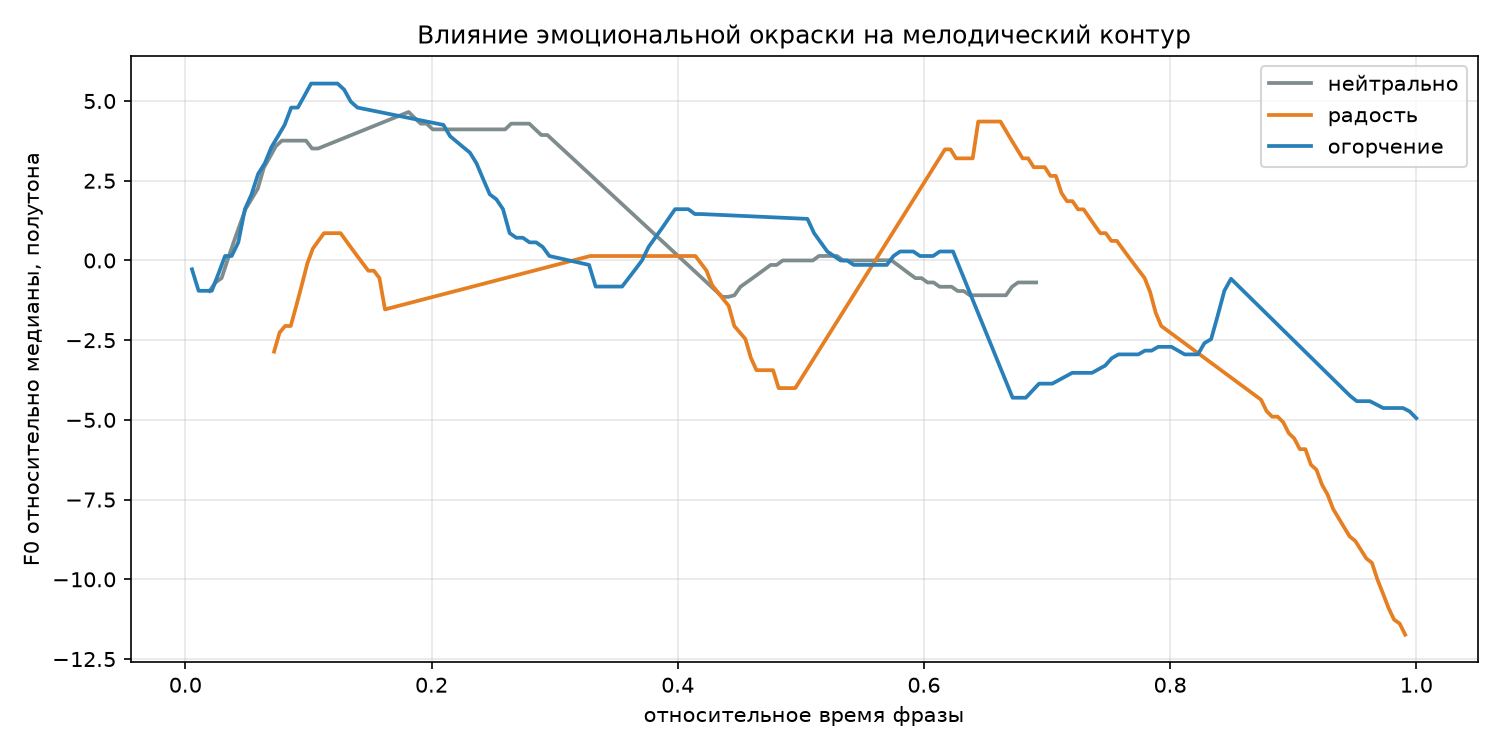 Влияние эмоциональной окраски на мелодический контур
нейтрально
радость
огорчение
F0 относительно медианы, полутона
5.0
2.5
0.0
−2.5
−5.0
−7.5
−10.0
−12.5
0.0 0.2 0.4 0.6 0.8 1.0
относительное время фразы